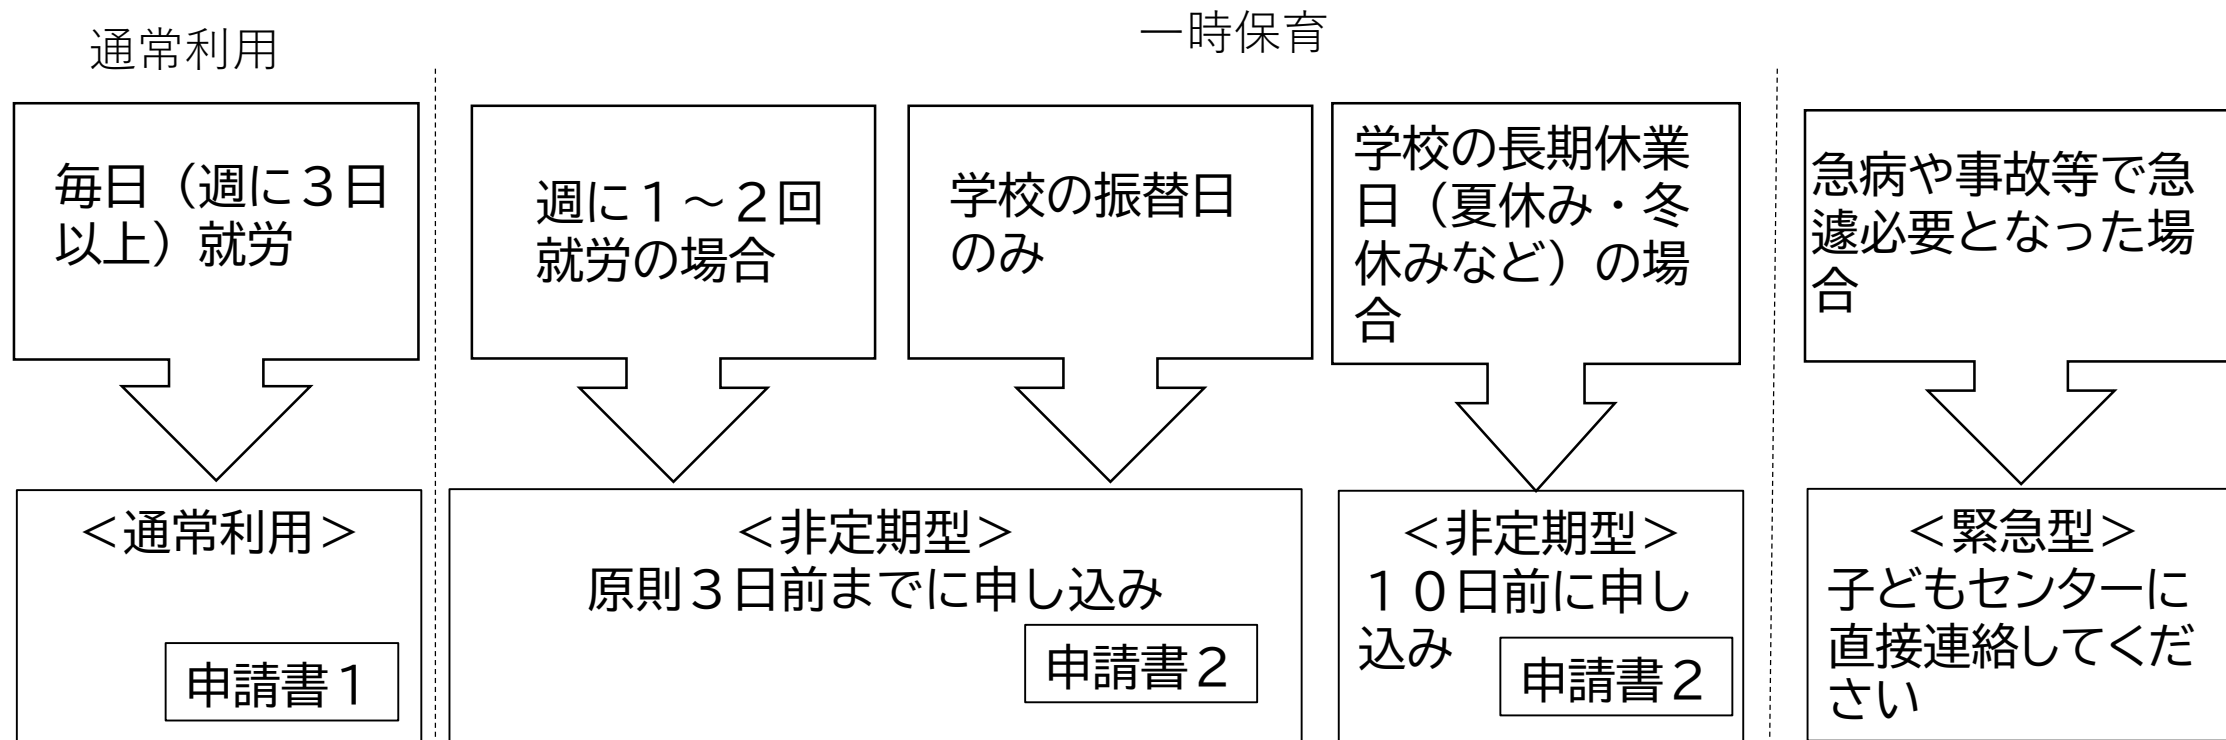 通常利用
一時保育
毎日（週に３日
以上）就労
週に１～２回
就労の場合
学校の振替日
のみ
学校の長期休業
日（夏休み・冬
休みなど）の場
合
急病や事故等で急
遽必要となった場
合
＜通常利用＞
申請書１
＜非定期型＞
原則３日前までに申し込み
申請書２
＜非定期型＞
１０日前に申し
込み
申請書２
＜緊急型＞
子どもセンターに
直接連絡してくだ
さい